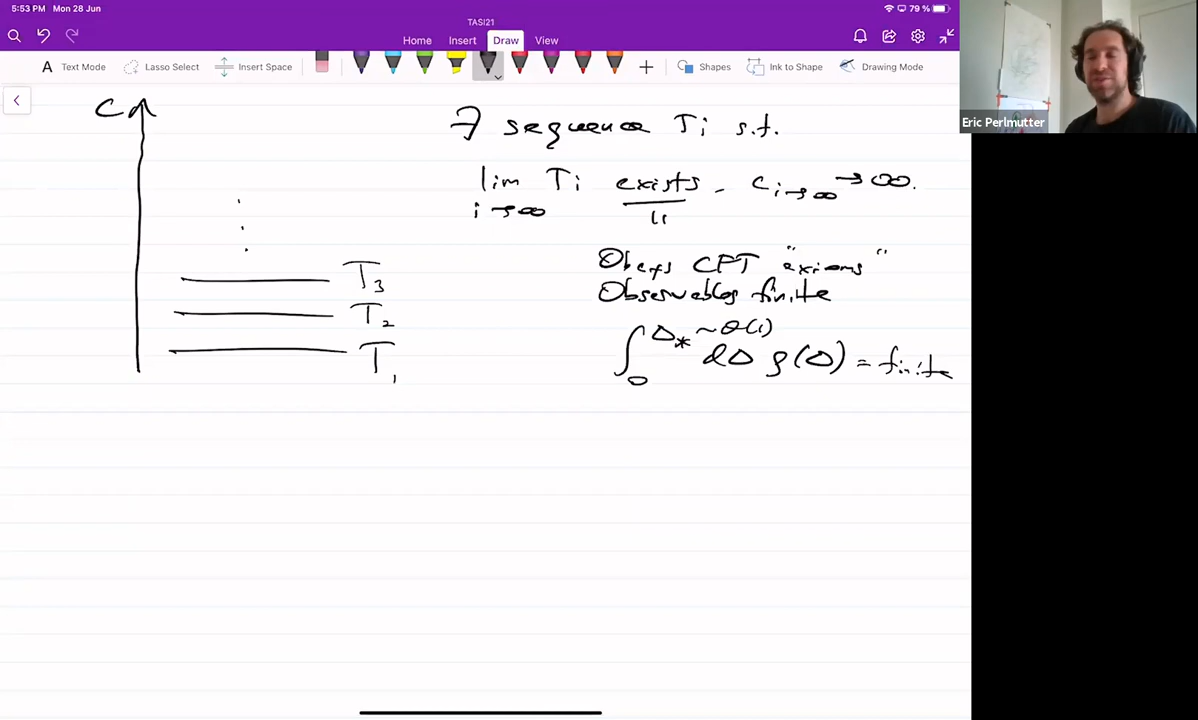 5:53 PM Mon 28 Jun
79 %
TASI21
Home Insert Draw View
A Text Mode Lasso Select Insert Space + Shapes Ink to Shape Drawing Mode
Eric Perlmutter
C
∃ sequence Ti s.t.
lim Ti exists - c i→∞ → ∞.
i→∞
T3
T2
T1
Obeys CFT "axioms"
Observables finite
∫_0^{Δ* ~ O(1)} dΔ ρ(Δ) = finite